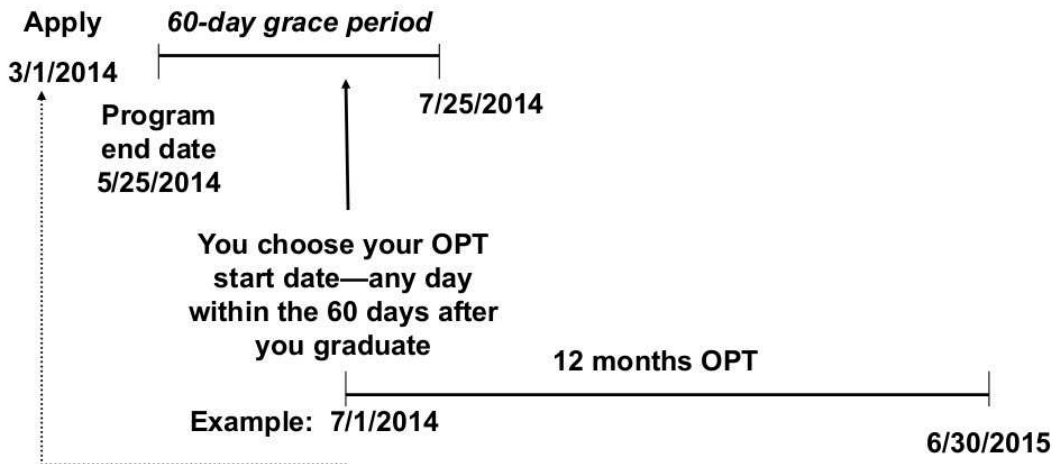 Apply
60-day grace period
3/1/2014
7/25/2014
Program
end date
5/25/2014
You choose your OPT
start date—any day
within the 60 days after
you graduate
12 months OPT
Example: 7/1/2014
6/30/2015